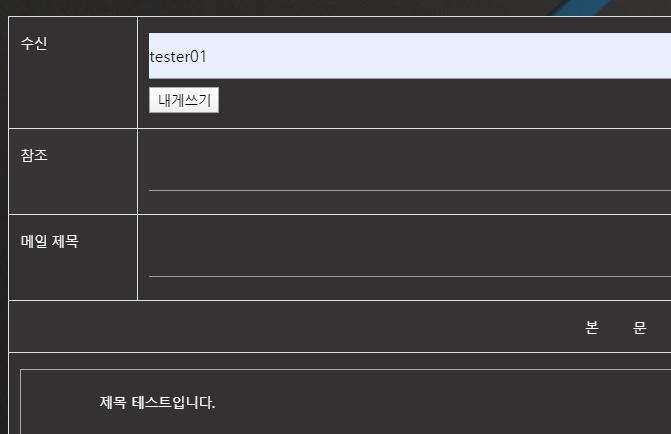 수신
tester01
내게쓰기
참조
메일 제목
본 문
제목 테스트입니다.